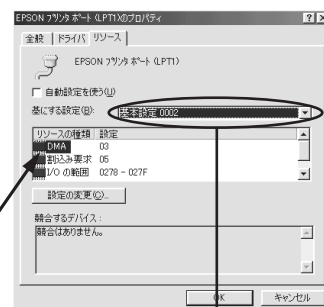 EPSON プリンタ ポート (LPT1)のプロパティ
全般 ドライバ リソース
EPSON プリンタ ポート (LPT1)
自動設定を使う(U)
基にする設定(B): 基本設定 0002
リソースの種類 設定
DMA 03
割込み要求 05
I/O の範囲 0278 - 027F
設定の変更(C)...
競合するデバイス:
競合はありません。
OK キャンセル